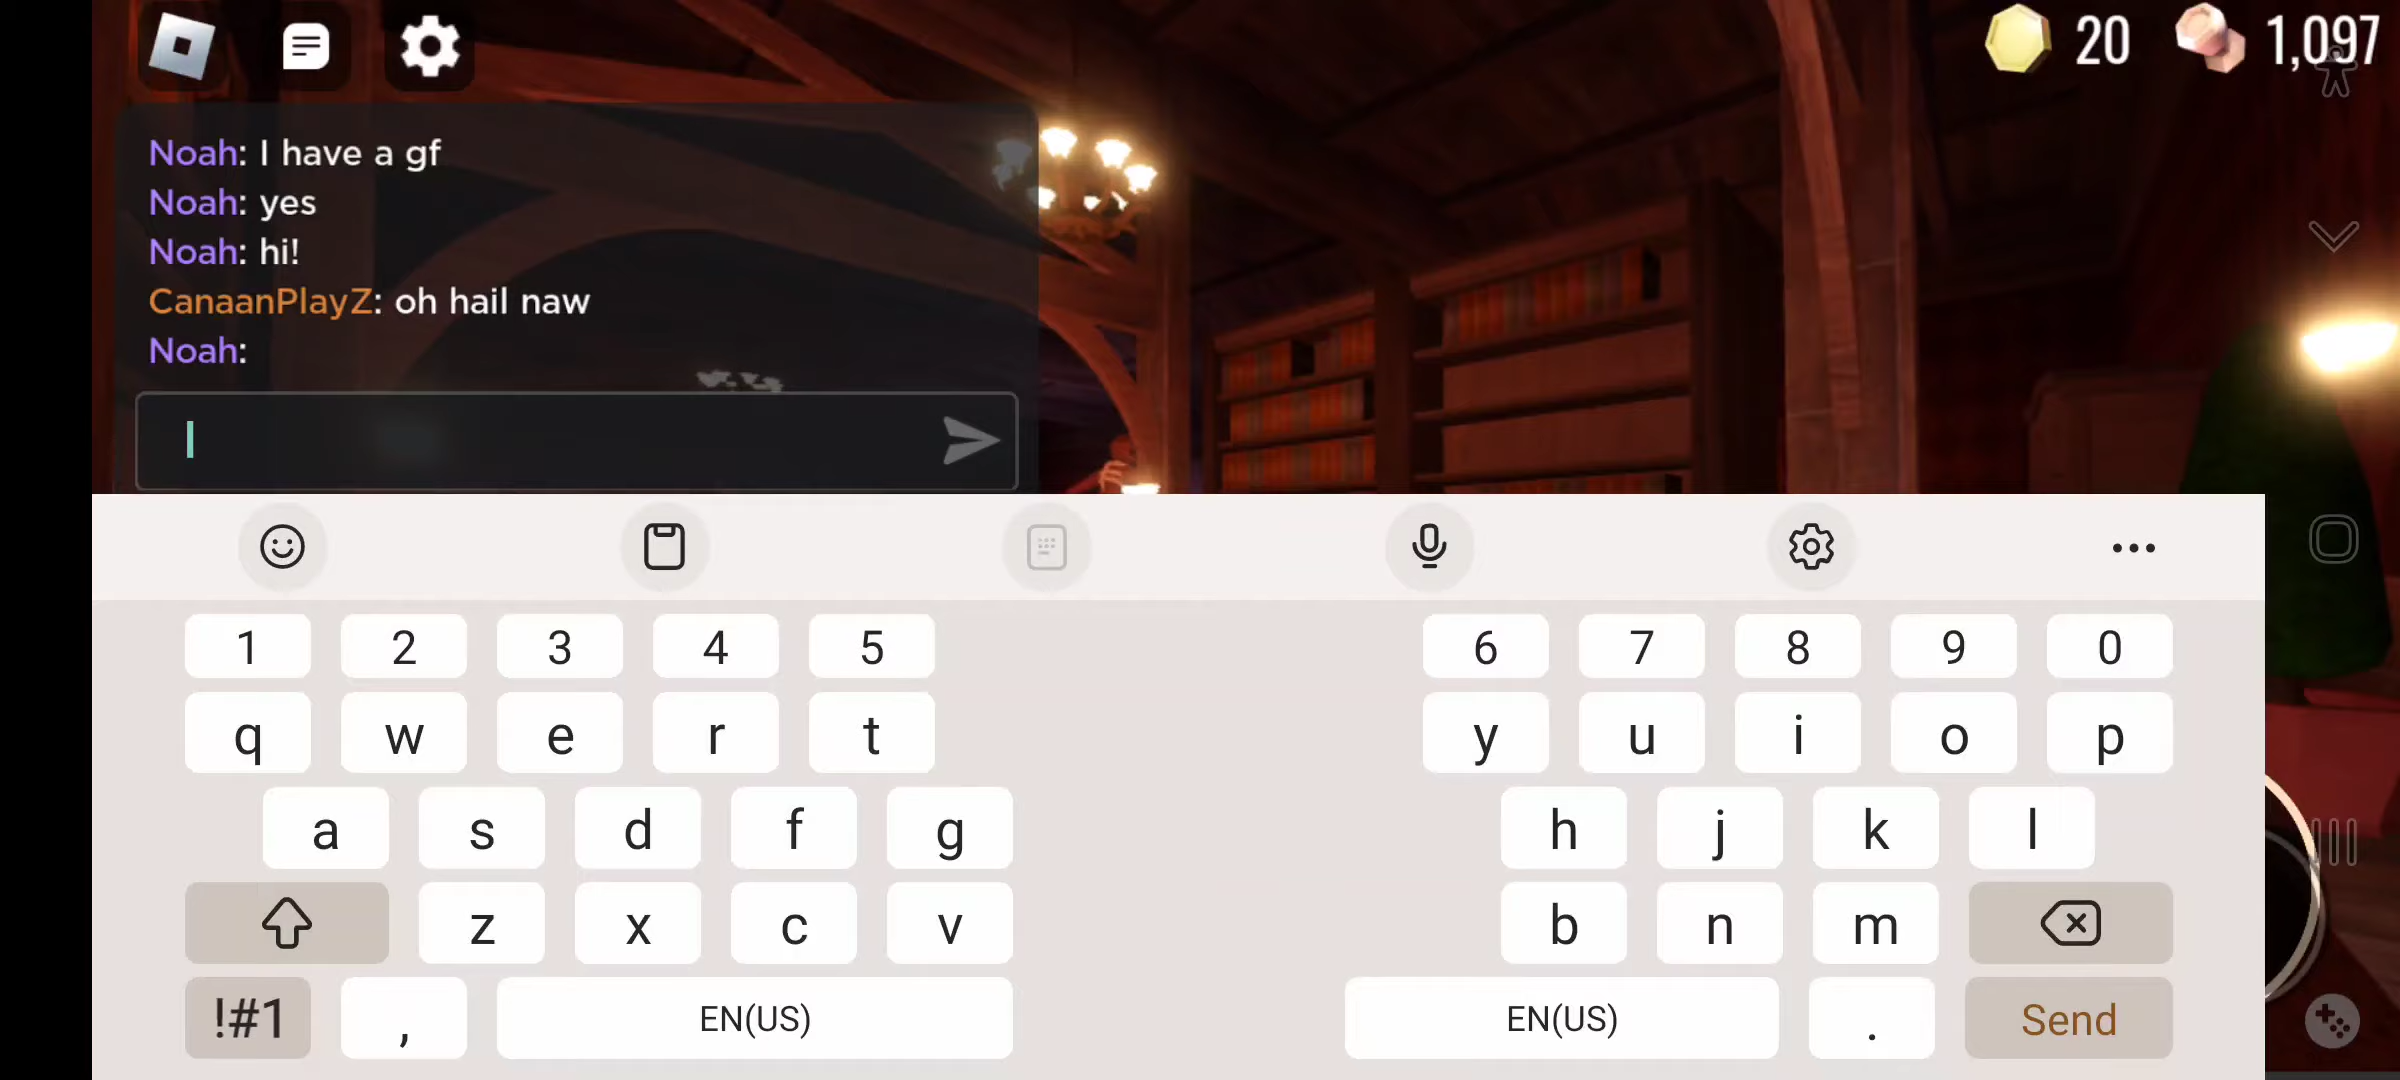 20 1,097
Noah: I have a gf
Noah: yes
Noah: hi!
CanaanPlayZ: oh hail naw
Noah:
1 2 3 4 5 6 7 8 9 0
q w e r t y u i o p
a s d f g h j k l
z x c v b n m
!#1 , EN(US) EN(US) . Send